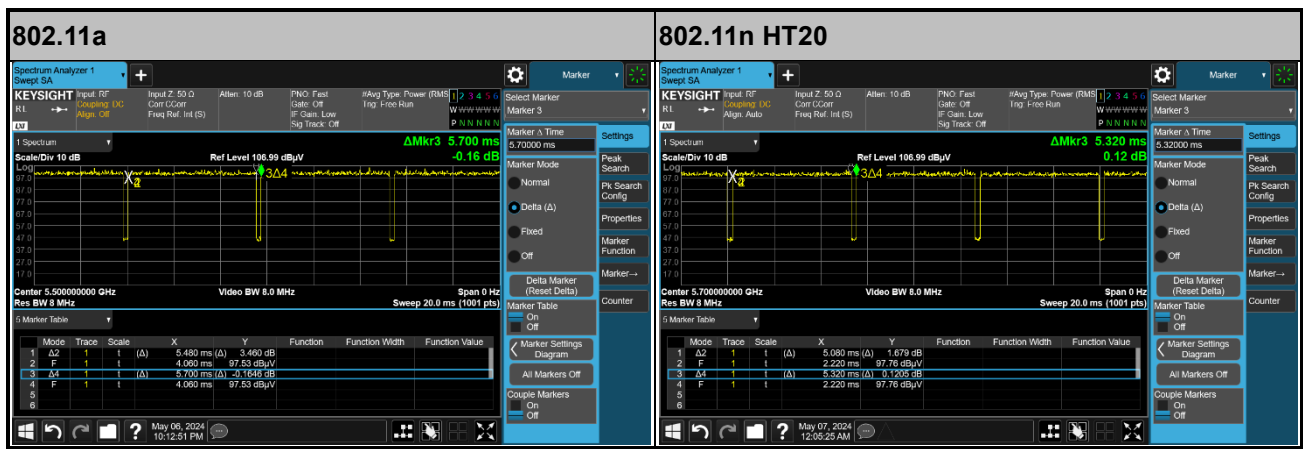 802.11a
Spectrum Analyzer 1
Swept SA
Marker
KEYSIGHT
RL
LXI
Input: RF
Coupling: DC
Align: Off
Input Z: 50 Ω
Corr CCorr
Freq Ref: Int (S)
Atten: 10 dB
PNO: Fast
Gate: Off
IF Gain: Low
Sig Track: Off
#Avg Type: Power (RMS
Trig: Free Run
1 2 3 4 5 6
W W W W W W
P N N N N N
Select Marker
Marker 3
1 Spectrum
ΔMkr3 5.700 ms
-0.16 dB
Scale/Div 10 dB
Ref Level 106.99 dBµV
Log
97.0
87.0
77.0
67.0
57.0
47.0
37.0
27.0
17.0
2
3Δ4
Center 5.500000000 GHz
Res BW 8 MHz
Video BW 8.0 MHz
Span 0 Hz
Sweep 20.0 ms (1001 pts)
Marker Δ Time
5.70000 ms
Marker Mode
Normal
Delta (Δ)
Fixed
Off
Delta Marker
(Reset Delta)
Marker Table
On
Off
Marker Settings
Diagram
All Markers Off
Couple Markers
On
Off
Settings
Peak
Search
Pk Search
Config
Properties
Marker
Function
Marker→
Counter
5 Marker Table
Mode Trace Scale X Y Function Function Width Function Value
1 Δ2 1 t (Δ) 5.480 ms (Δ) 3.460 dB
2 F 1 t 4.060 ms 97.53 dBµV
3 Δ4 1 t (Δ) 5.700 ms (Δ) -0.1646 dB
4 F 1 t 4.060 ms 97.53 dBµV
5
6
May 06, 2024
10:12:51 PM
802.11n HT20
Spectrum Analyzer 1
Swept SA
Marker
KEYSIGHT
RL
LXI
Input: RF
Coupling: DC
Align: Auto
Input Z: 50 Ω
Corr CCorr
Freq Ref: Int (S)
Atten: 10 dB
PNO: Fast
Gate: Off
IF Gain: Low
Sig Track: Off
#Avg Type: Power (RMS
Trig: Free Run
1 2 3 4 5 6
W W W W W W
P N N N N N
Select Marker
Marker 3
1 Spectrum
ΔMkr3 5.320 ms
0.12 dB
Scale/Div 10 dB
Ref Level 106.99 dBµV
Log
97.0
87.0
77.0
67.0
57.0
47.0
37.0
27.0
17.0
2
3Δ4
Center 5.700000000 GHz
Res BW 8 MHz
Video BW 8.0 MHz
Span 0 Hz
Sweep 20.0 ms (1001 pts)
Marker Δ Time
5.32000 ms
Marker Mode
Normal
Delta (Δ)
Fixed
Off
Delta Marker
(Reset Delta)
Marker Table
On
Off
Marker Settings
Diagram
All Markers Off
Couple Markers
On
Off
Settings
Peak
Search
Pk Search
Config
Properties
Marker
Function
Marker→
Counter
5 Marker Table
Mode Trace Scale X Y Function Function Width Function Value
1 Δ2 1 t (Δ) 5.080 ms (Δ) 1.679 dB
2 F 1 t 2.220 ms 97.76 dBµV
3 Δ4 1 t (Δ) 5.320 ms (Δ) 0.1205 dB
4 F 1 t 2.220 ms 97.76 dBµV
5
6
May 07, 2024
12:05:25 AM